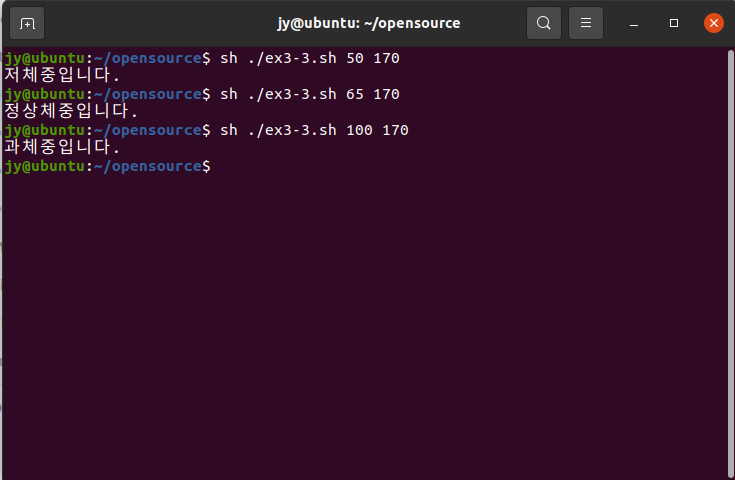 jy@ubuntu: ~/opensource
jy@ubuntu:~/opensource$ sh ./ex3-3.sh 50 170
저체중입니다.
jy@ubuntu:~/opensource$ sh ./ex3-3.sh 65 170
정상체중입니다.
jy@ubuntu:~/opensource$ sh ./ex3-3.sh 100 170
과체중입니다.
jy@ubuntu:~/opensource$